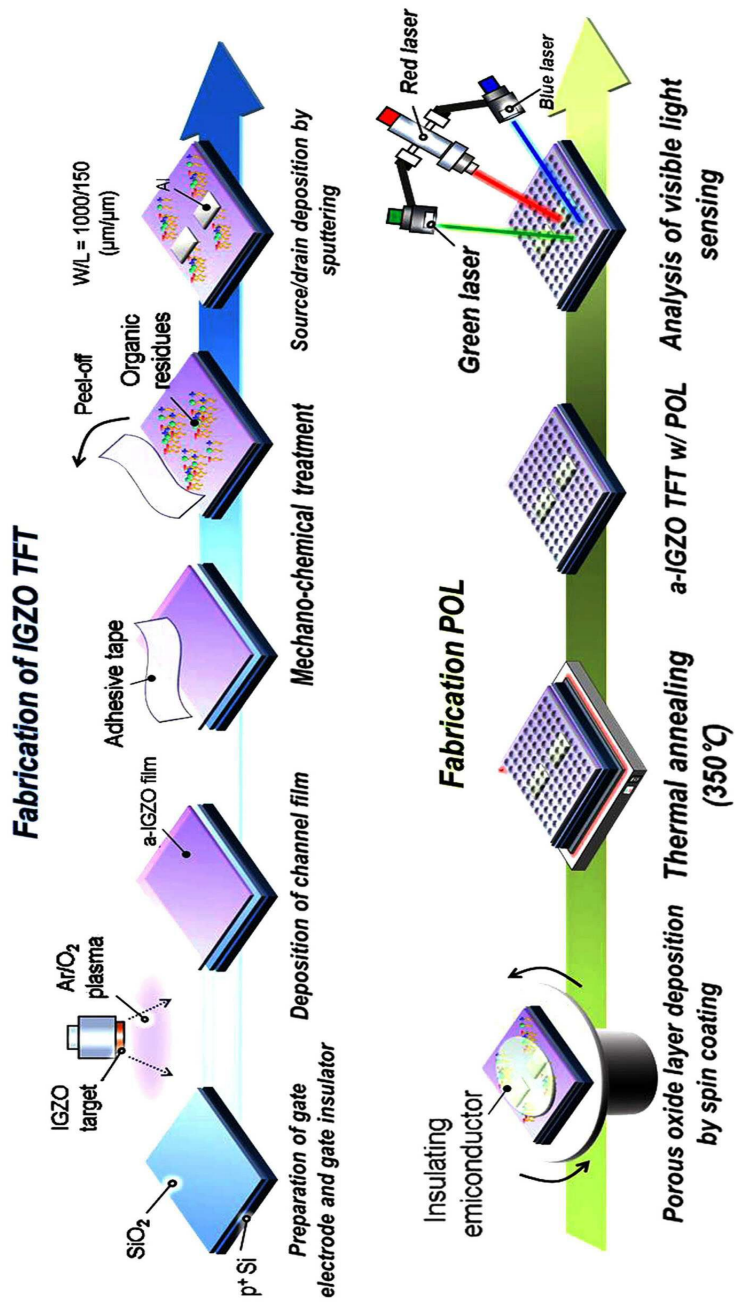 Fabrication of IGZO TFT
IGZO
target
Ar/O₂
plasma
SiO₂
p⁺Si
Preparation of gate
electrode and gate insulator
a-IGZO film
Deposition of channel film
Adhesive tape
Peel-off
Organic
residues
Mechano-chemical treatment
W/L = 1000/150
(μm/μm)
Al
Source/drain deposition by
sputtering
Fabrication POL
Insulating
emiconductor
Porous oxide layer deposition
by spin coating
Thermal annealing
(350℃)
a-IGZO TFT w/ POL
Green laser
Red laser
Blue laser
Analysis of visible light
sensing